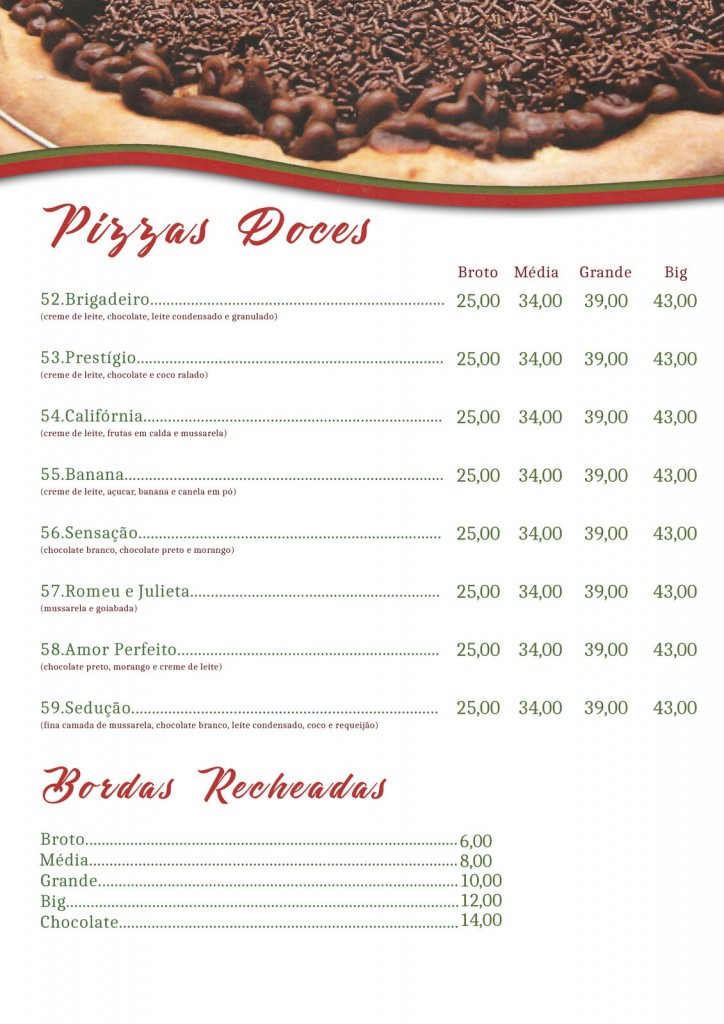 Pizzas Doces
Broto Média Grande Big
52.Brigadeiro........................................................................ 25,00 34,00 39,00 43,00
(creme de leite, chocolate, leite condensado e granulado)
53.Prestígio........................................................................... 25,00 34,00 39,00 43,00
(creme de leite, chocolate e coco ralado)
54.Califórnia......................................................................... 25,00 34,00 39,00 43,00
(creme de leite, frutas em calda e mussarela)
55.Banana.............................................................................. 25,00 34,00 39,00 43,00
(creme de leite, açucar, banana e canela em pó)
56.Sensação.......................................................................... 25,00 34,00 39,00 43,00
(chocolate branco, chocolate preto e morango)
57.Romeu e Julieta............................................................. 25,00 34,00 39,00 43,00
(mussarela e goiabada)
58.Amor Perfeito................................................................ 25,00 34,00 39,00 43,00
(chocolate preto, morango e creme de leite)
59.Sedução........................................................................... 25,00 34,00 39,00 43,00
(fina camada de mussarela, chocolate branco, leite condensado, coco e requeijão)
Bordas Recheadas
Broto........................................................................................... 6,00
Média.......................................................................................... 8,00
Grande........................................................................................ 10,00
Big................................................................................................ 12,00
Chocolate................................................................................... 14,00